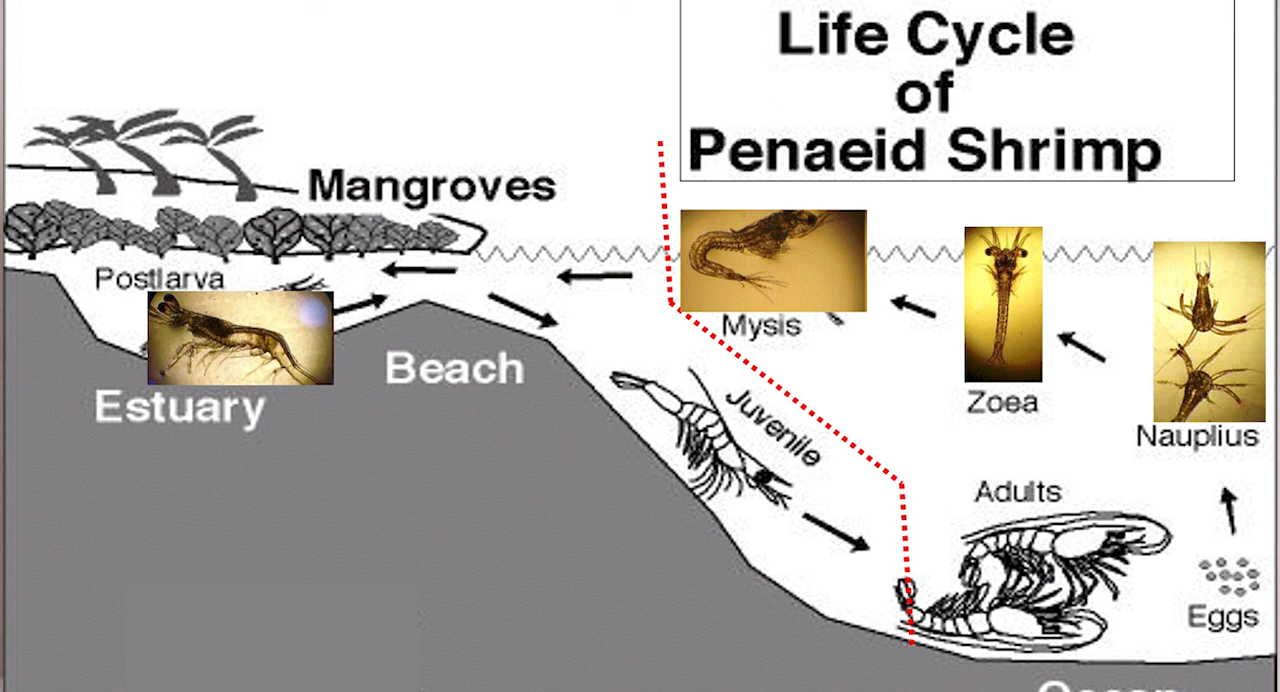 Life Cycle
of
Penaeid Shrimp
Mangroves
Postlarva
Mysis
Beach
Estuary
Juvenile
Zoea
Nauplius
Adults
Eggs